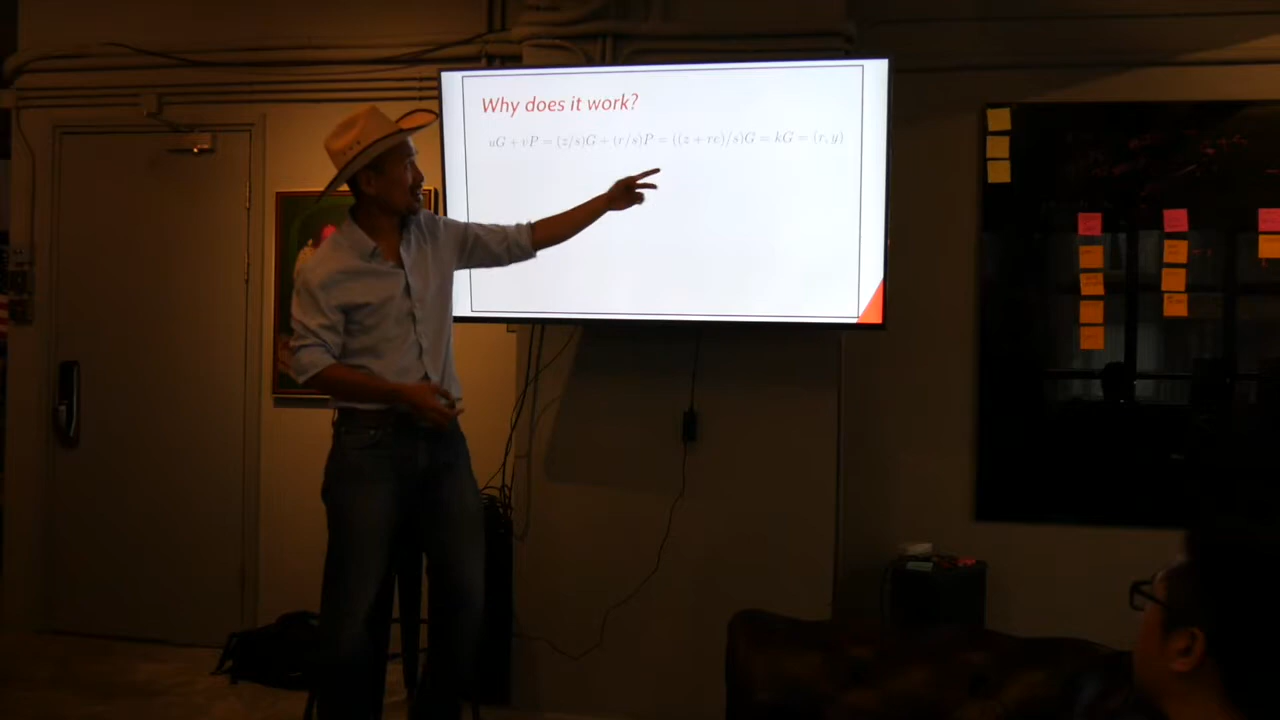 Why does it work?
uG + vP = (z/s)G + (r/s)P = ((z + re)/s)G = kG = (r, y)